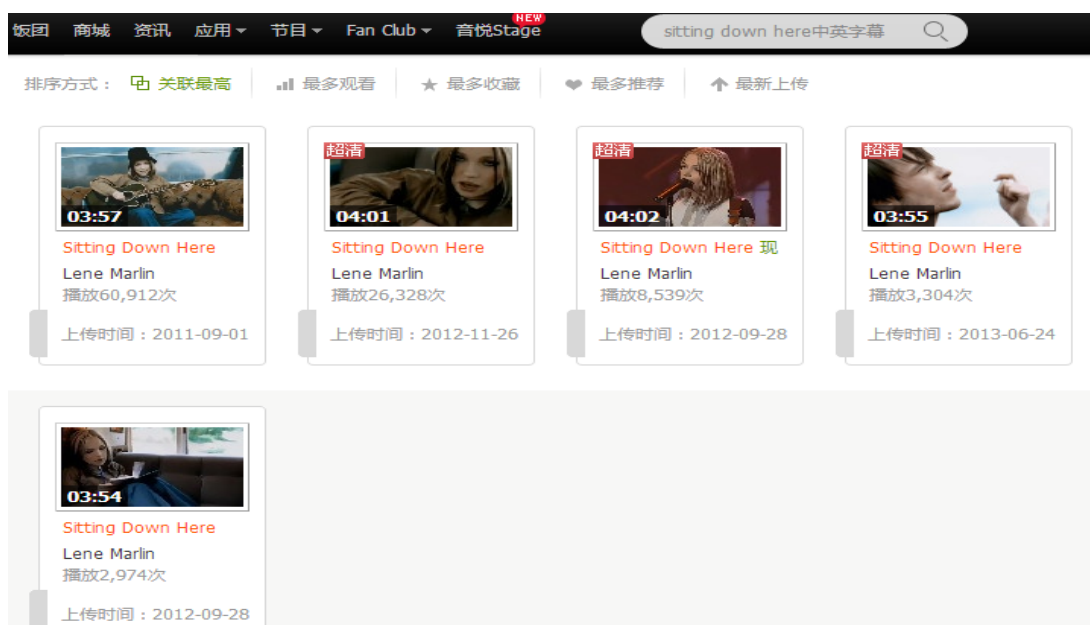 饭团 商城 资讯 应用 节目 Fan Club 音悦Stage NEW sitting down here中英字幕
排序方式： 关联最高 最多观看 最多收藏 最多推荐 最新上传
超清 超清 超清
03:57 04:01 04:02 03:55
Sitting Down Here Sitting Down Here Sitting Down Here 现 Sitting Down Here
Lene Marlin Lene Marlin Lene Marlin Lene Marlin
播放60,912次 播放26,328次 播放8,539次 播放3,304次
上传时间：2011-09-01 上传时间：2012-11-26 上传时间：2012-09-28 上传时间：2013-06-24
03:54
Sitting Down Here
Lene Marlin
播放2,974次
上传时间：2012-09-28